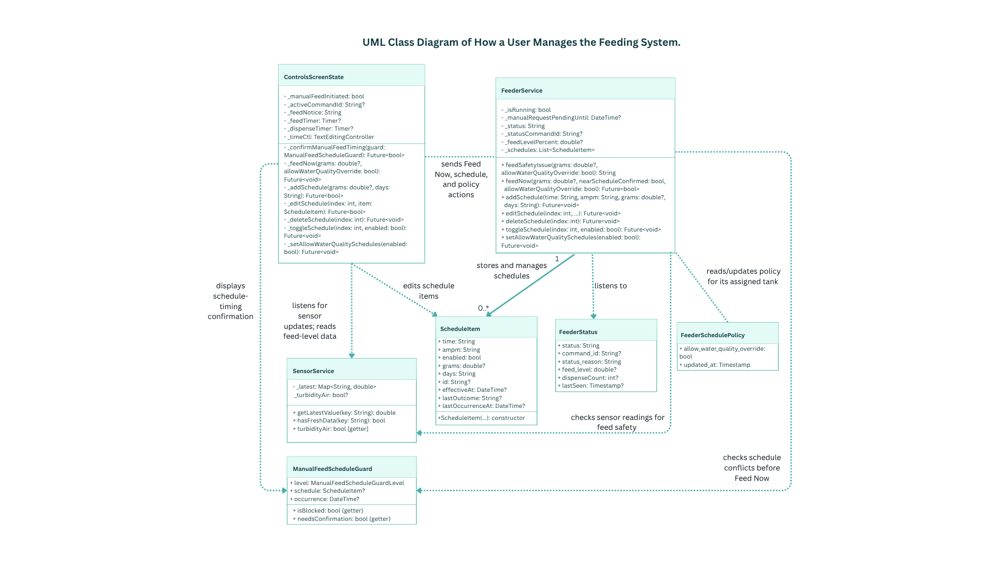 UML Class Diagram of How a User Manages the Feeding System.
ControlsScreenState
- _manualFeedInitiated: bool
- _activeCommandId: String?
- _feedNotice: String
- _feedTimer: Timer?
- _dispenseTimer: Timer?
- _timeCtl: TextEditingController
- _confirmManualFeedTiming(guard:
ManualFeedScheduleGuard): Future<bool>
- _feedNow(grams: double?,
allowWaterQualityOverride: bool):
Future<void>
- _addSchedule(grams: double?, days:
String): Future<bool>
- _editSchedule(index: int, item:
ScheduleItem): Future<bool>
- _deleteSchedule(index: int): Future<void>
- _toggleSchedule(index: int, enabled: bool):
Future<void>
- _setAllowWaterQualitySchedules(enabled:
bool): Future<void>
sends Feed
Now, schedule,
and policy
actions
FeederService
- _isRunning: bool
- _manualRequestPendingUntil: DateTime?
- _status: String
- _statusCommandId: String?
- _feedLevelPercent: double?
- _schedules: List<ScheduleItem>
+ feedSafetyIssue(grams: double?,
allowWaterQualityOverride: bool): String
+ feedNow(grams: double?, nearScheduleConfirmed: bool,
allowWaterQualityOverride: bool): Future<bool>
+ addSchedule(time: String, ampm: String, grams: double?,
days: String): Future<void>
+ editSchedule(index: int, ...): Future<void>
+ deleteSchedule(index: int): Future<void>
+ toggleSchedule(index: int, enabled: bool): Future<void>
+ setAllowWaterQualitySchedules(enabled: bool):
Future<void>
displays
schedule-
timing
confirmation
listens for
sensor
updates; reads
feed-level data
edits schedule
items
1
stores and manages
schedules
0..*
listens to
reads/updates policy
for its assigned tank
ScheduleItem
+ time: String
+ ampm: String
+ enabled: bool
+ grams: double?
+ days: String
+ id: String?
+ effectiveAt: DateTime?
+ lastOutcome: String?
+ lastOccurrenceAt: DateTime?
+ScheduleItem(...): constructor
FeederStatus
+ status: String
+ command_id: String?
+ status_reason: String
+ feed_level: double?
+ dispenseCount: int?
+ lastSeen: Timestamp?
FeederSchedulePolicy
+ allow_water_quality_override:
bool
+ updated_at: Timestamp
SensorService
- _latest: Map<String, double>
_turbidityAir: bool?
+ getLatestValue(key: String): double
+ hasFreshData(key: String): bool
+ turbidityAir: bool [getter]
checks sensor readings for
feed safety
ManualFeedScheduleGuard
+ level: ManualFeedScheduleGuardLevel
+ schedule: ScheduleItem?
+ occurrence: DateTime?
+ isBlocked: bool {getter}
+ needsConfirmation: bool {getter}
checks schedule
conflicts before
Feed Now